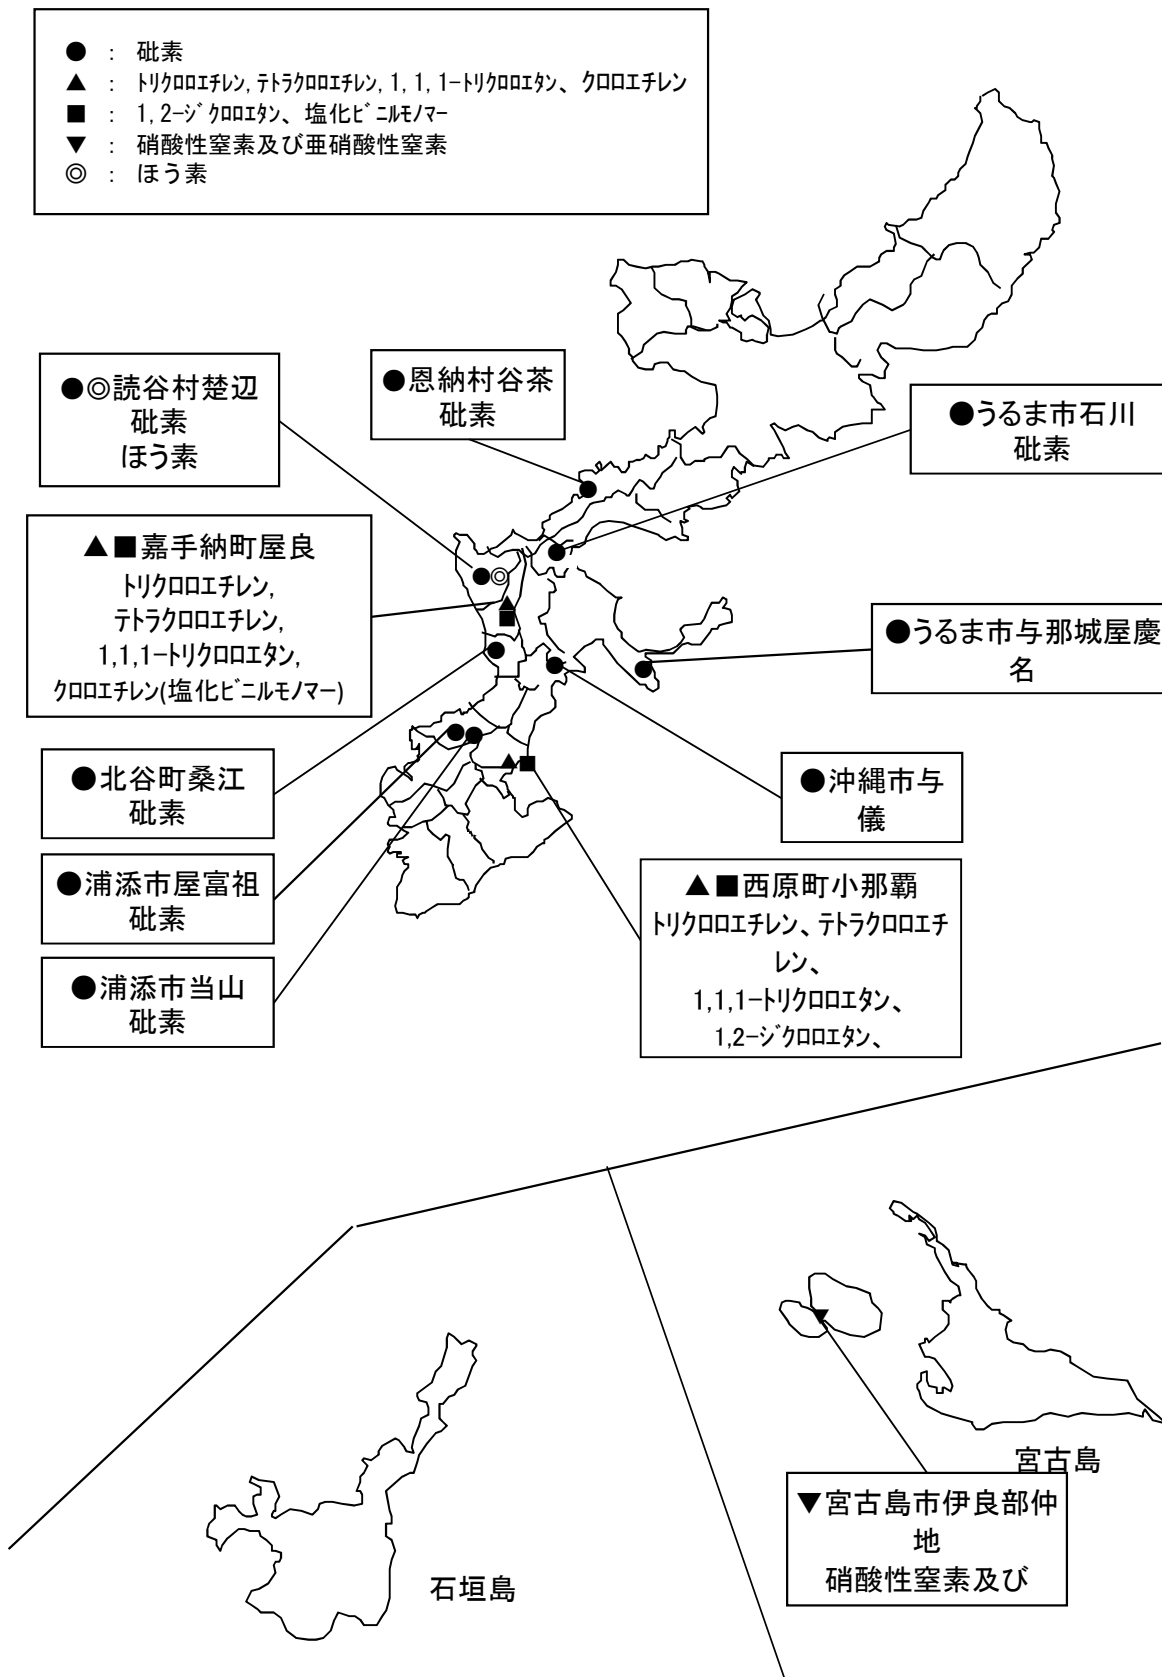 ● : 砒素
▲ : ﾄﾘｸﾛﾛｴﾁﾚﾝ,ﾃﾄﾗｸﾛﾛｴﾁﾚﾝ,1,1,1-ﾄﾘｸﾛﾛｴﾀﾝ、ｸﾛﾛｴﾁﾚﾝ
■ : 1,2-ｼﾞｸﾛﾛｴﾀﾝ、塩化ﾋﾞﾆﾙﾓﾉﾏｰ
▼ : 硝酸性窒素及び亜硝酸性窒素
◎ : ほう素
●◎読谷村楚辺
砒素
ほう素
●恩納村谷茶
砒素
●うるま市石川
砒素
▲■嘉手納町屋良
ﾄﾘｸﾛﾛｴﾁﾚﾝ,
ﾃﾄﾗｸﾛﾛｴﾁﾚﾝ,
1,1,1-ﾄﾘｸﾛﾛｴﾀﾝ,
ｸﾛﾛｴﾁﾚﾝ(塩化ﾋﾞﾆﾙﾓﾉﾏｰ)
●うるま市与那城屋慶
名
●北谷町桑江
砒素
●沖縄市与
儀
●浦添市屋富祖
砒素
▲■西原町小那覇
ﾄﾘｸﾛﾛｴﾁﾚﾝ、ﾃﾄﾗｸﾛﾛｴﾁ
ﾚﾝ、
1,1,1-ﾄﾘｸﾛﾛｴﾀﾝ、
1,2-ｼﾞｸﾛﾛｴﾀﾝ、
●浦添市当山
砒素
宮古島
▼宮古島市伊良部仲
地
硝酸性窒素及び
石垣島